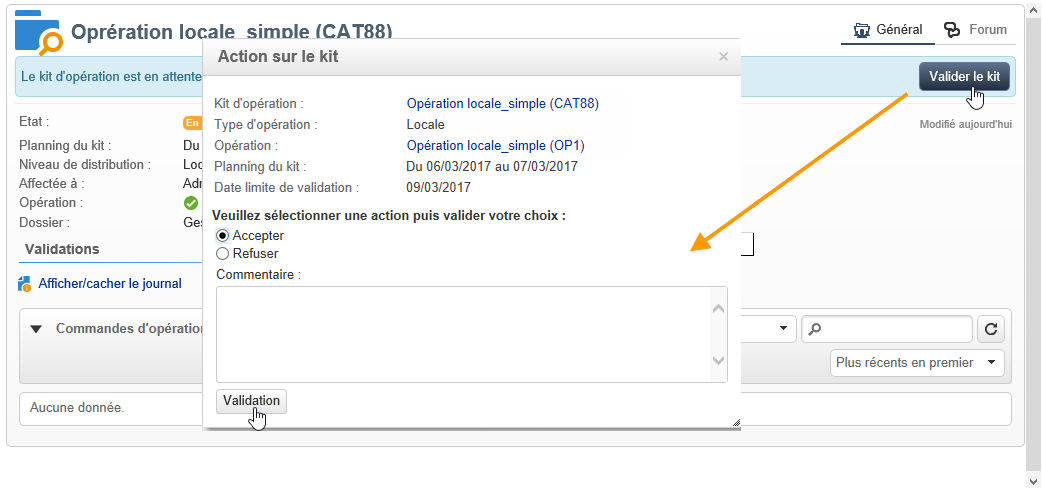 Oprération locale_simple (CAT88)
Général
Forum
Le kit d'opération est en attente
Valider le kit
Action sur le kit
×
Kit d'opération : Opération locale_simple (CAT88)
Type d'opération : Locale
Opération : Opération locale_simple (OP1)
Planning du kit : Du 06/03/2017 au 07/03/2017
Date limite de validation : 09/03/2017
Veuillez sélectionner une action puis valider votre choix :
Accepter
Refuser
Commentaire :
Validation
Etat : En
Modifié aujourd'hui
Planning du kit : Du
Niveau de distribution : Loc
Affectée à : Adr
Opération :
Dossier : Ges
Validations
Afficher/cacher le journal
Commandes d'opération
Plus récents en premier
Aucune donnée.